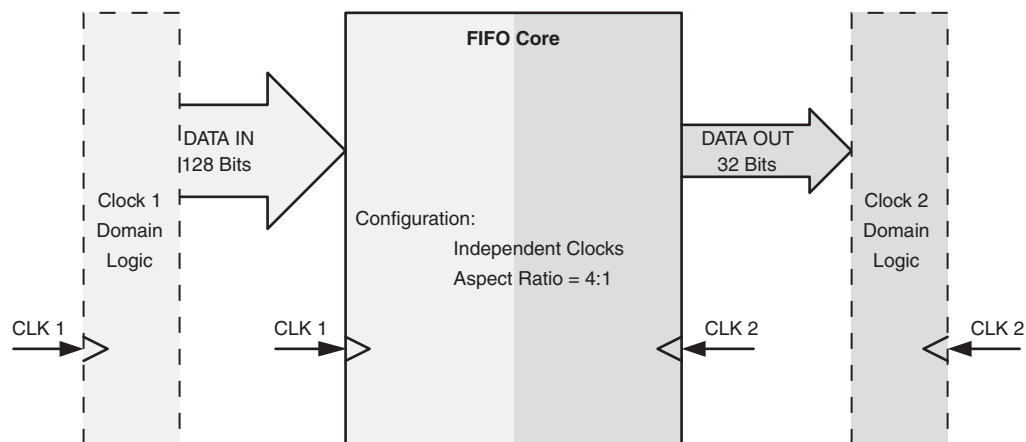 FIFO Core
DATA IN
128 Bits
DATA OUT
32 Bits
Clock 1
Domain
Logic
Configuration:
Independent Clocks
Aspect Ratio = 4:1
Clock 2
Domain
Logic
CLK 1
CLK 1
CLK 2
CLK 2